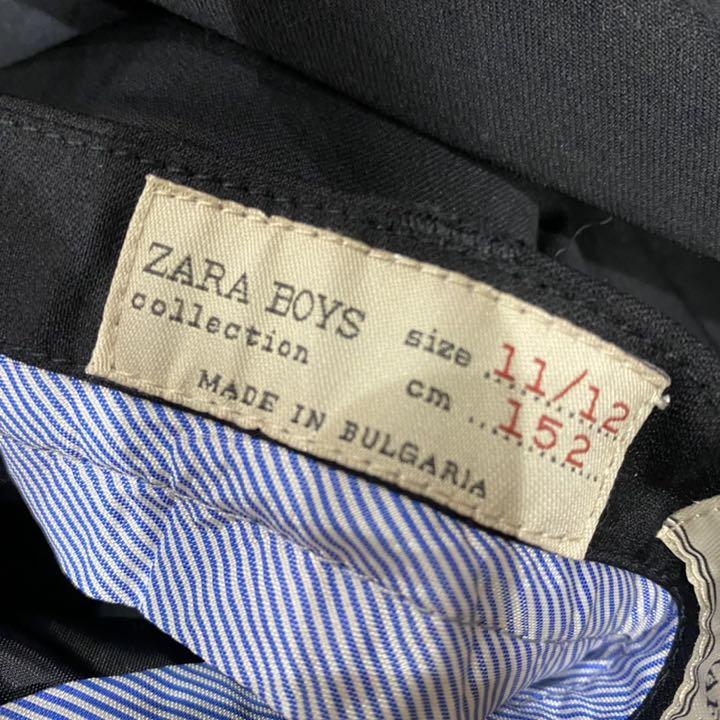 ZARA BOYS
collection
size 11/12
cm 152
MADE IN BULGARIA